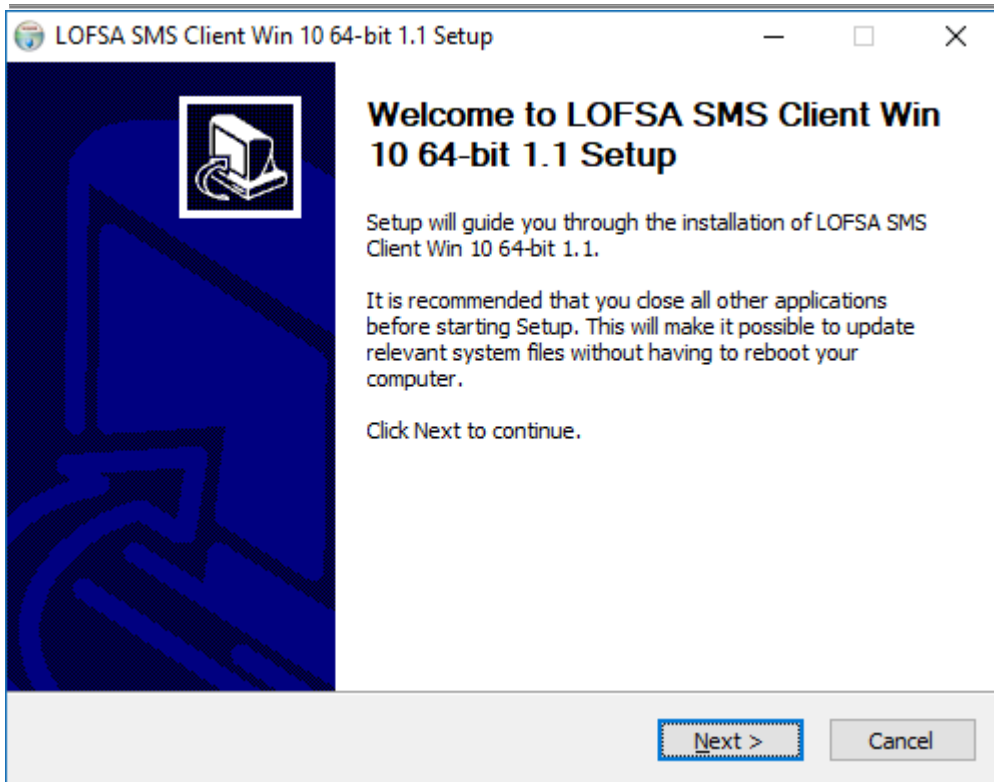 LOFSA SMS Client Win 10 64-bit 1.1 Setup
Welcome to LOFSA SMS Client Win
10 64-bit 1.1 Setup
Setup will guide you through the installation of LOFSA SMS
Client Win 10 64-bit 1.1.
It is recommended that you close all other applications
before starting Setup. This will make it possible to update
relevant system files without having to reboot your
computer.
Click Next to continue.
Next >
Cancel